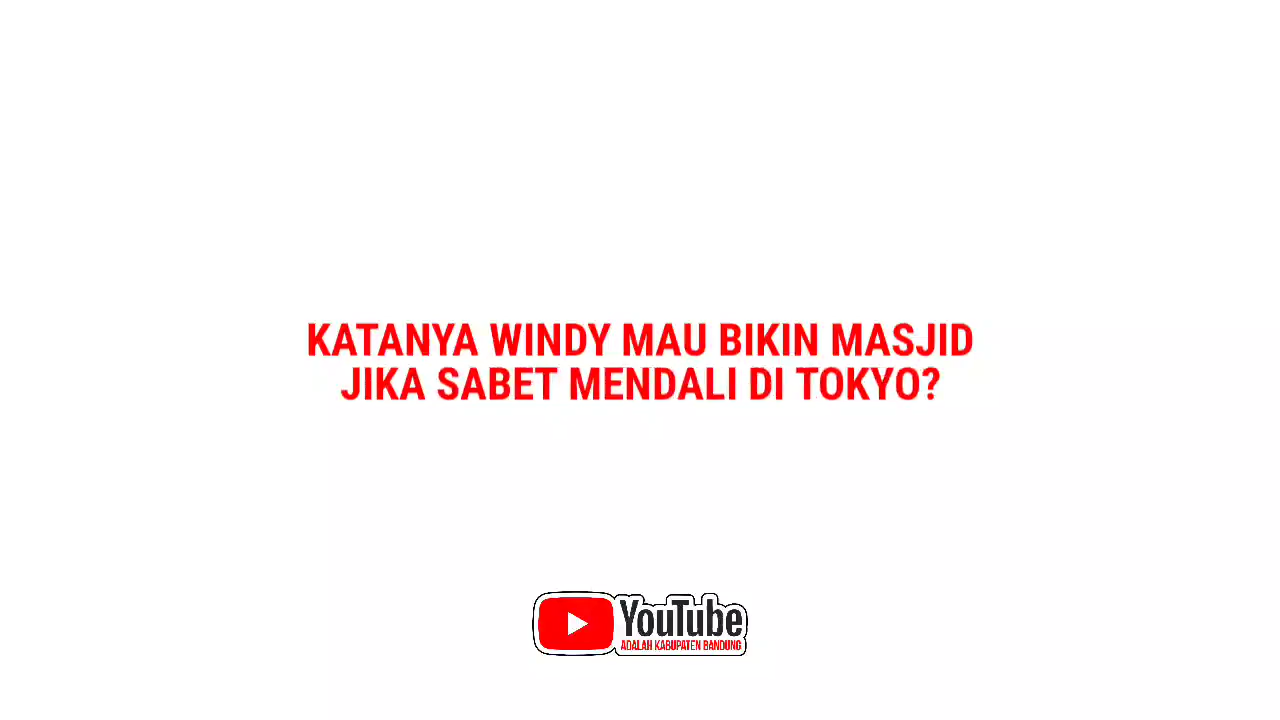 KATANYA WINDY MAU BIKIN MASJID
JIKA SABET MENDALI DI TOKYO?
YouTube
ADALAH KABUPATEN BANDUNG